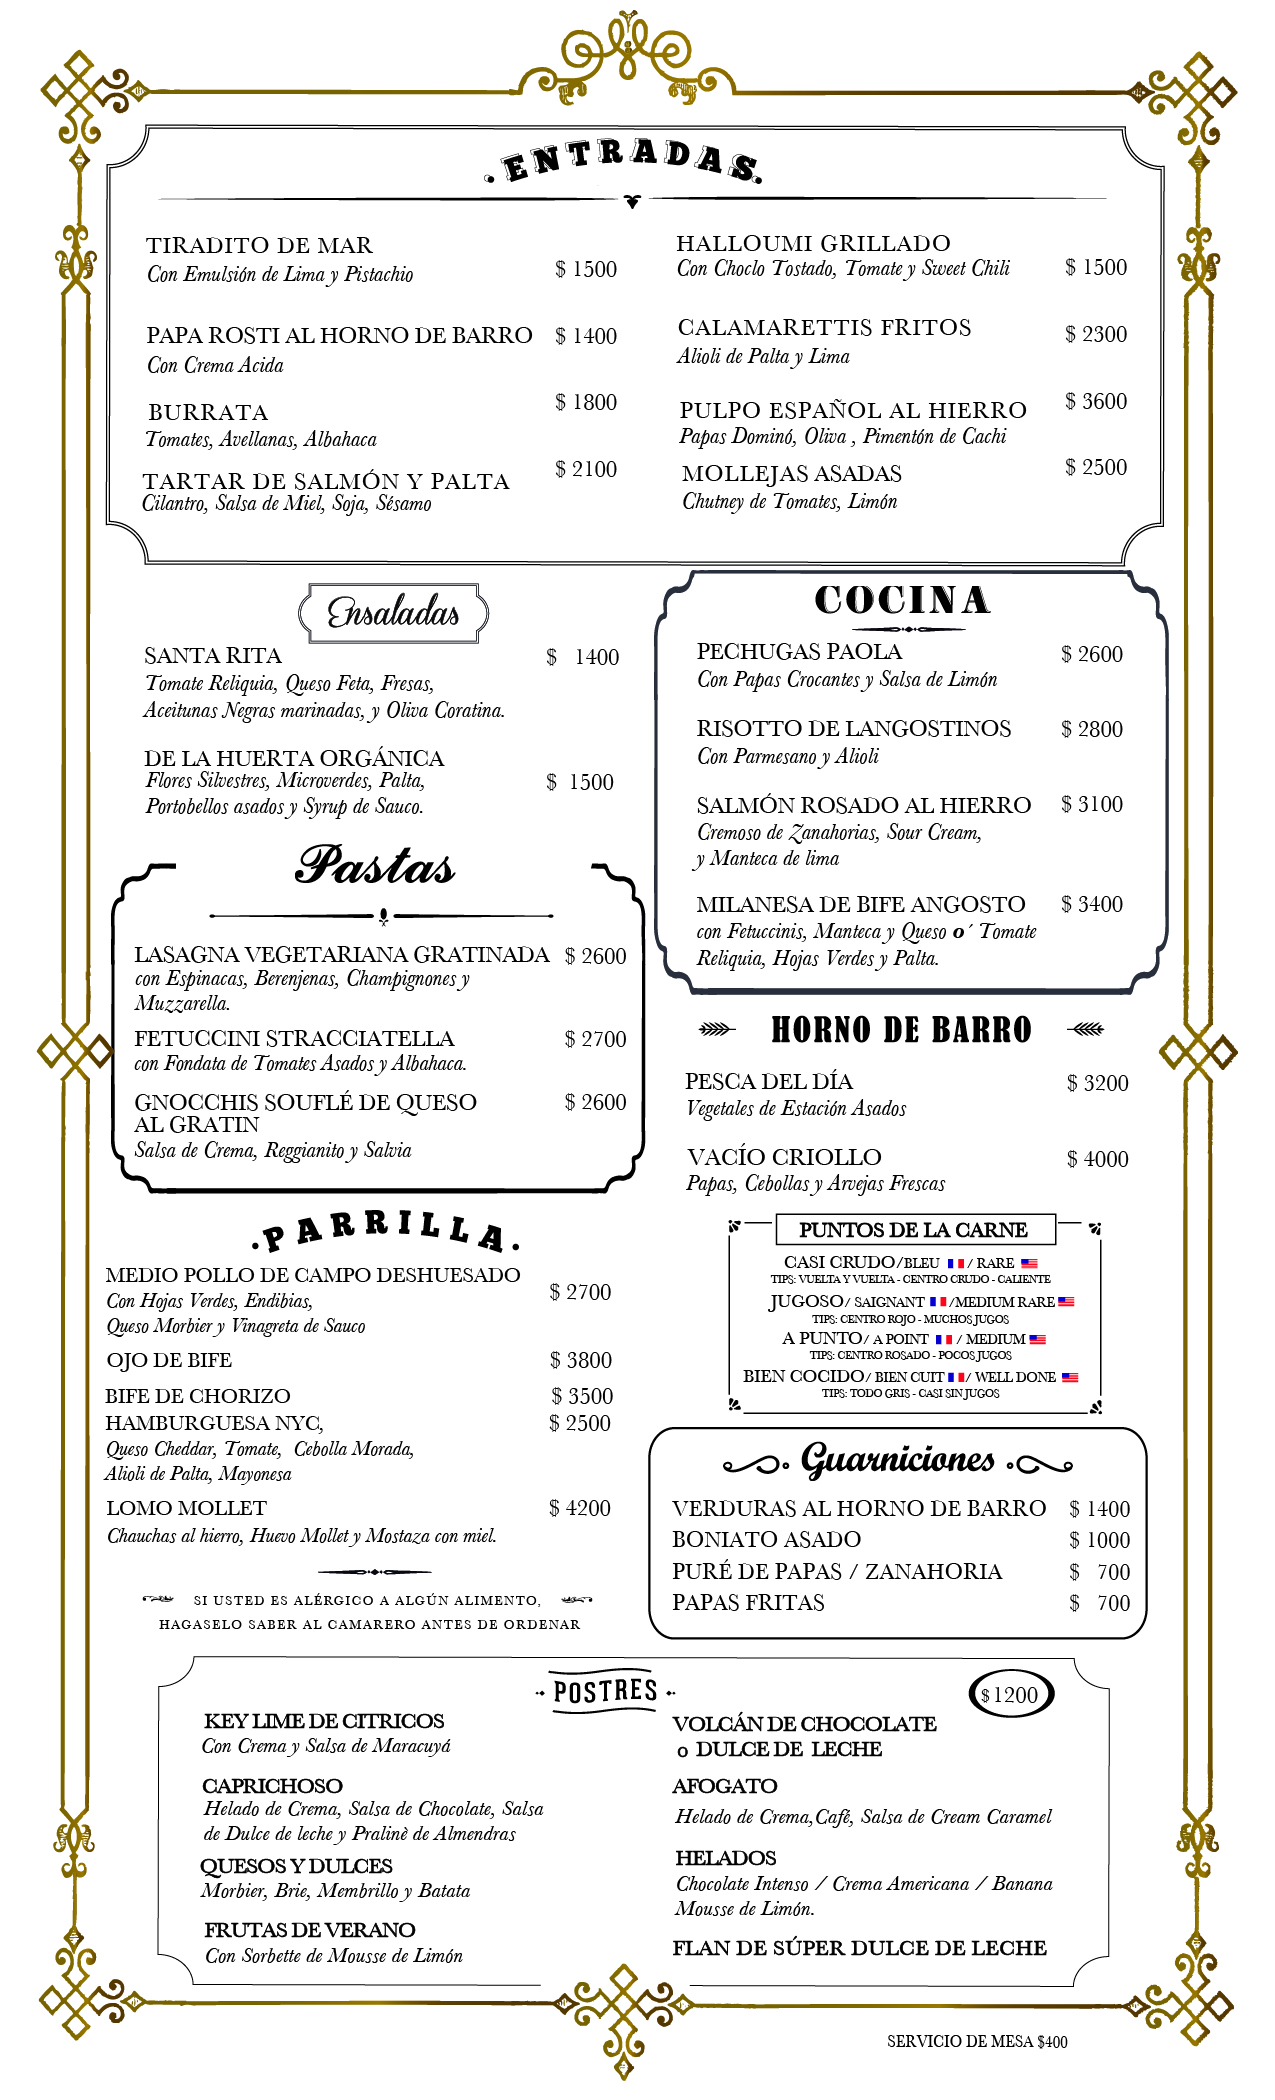 ENTRADAS
TIRADITO DE MAR
Con Emulsión de Lima y Pistachio
$ 1500
PAPA ROSTI AL HORNO DE BARRO $ 1400
Con Crema Acida
BURRATA $ 1800
Tomates, Avellanas, Albahaca
TARTAR DE SALMÓN Y PALTA $ 2100
Cilantro, Salsa de Miel, Soja, Sésamo
HALLOUMI GRILLADO
Con Choclo Tostado, Tomate y Sweet Chili $ 1500
CALAMARETTIS FRITOS $ 2300
Alioli de Palta y Lima
PULPO ESPAÑOL AL HIERRO $ 3600
Papas Dominó, Oliva , Pimentón de Cachi
MOLLEJAS ASADAS $ 2500
Chutney de Tomates, Limón
Ensaladas
SANTA RITA $ 1400
Tomate Reliquia, Queso Feta, Fresas,
Aceitunas Negras marinadas, y Oliva Coratina.
DE LA HUERTA ORGÁNICA
Flores Silvestres, Microverdes, Palta, $ 1500
Portobellos asados y Syrup de Sauco.
Pastas
LASAGNA VEGETARIANA GRATINADA $ 2600
con Espinacas, Berenjenas, Champignones y
Muzzarella.
FETUCCINI STRACCIATELLA $ 2700
con Fondata de Tomates Asados y Albahaca.
GNOCCHIS SOUFLÉ DE QUESO $ 2600
AL GRATIN
Salsa de Crema, Reggianito y Salvia
COCINA
PECHUGAS PAOLA $ 2600
Con Papas Crocantes y Salsa de Limón
RISOTTO DE LANGOSTINOS $ 2800
Con Parmesano y Alioli
SALMÓN ROSADO AL HIERRO $ 3100
Cremoso de Zanahorias, Sour Cream,
y Manteca de lima
MILANESA DE BIFE ANGOSTO $ 3400
con Fetuccinis, Manteca y Queso o´ Tomate
Reliquia, Hojas Verdes y Palta.
HORNO DE BARRO
PESCA DEL DÍA $ 3200
Vegetales de Estación Asados
VACÍO CRIOLLO $ 4000
Papas, Cebollas y Arvejas Frescas
PARRILLA
MEDIO POLLO DE CAMPO DESHUESADO
Con Hojas Verdes, Endibias, $ 2700
Queso Morbier y Vinagreta de Sauco
OJO DE BIFE $ 3800
BIFE DE CHORIZO $ 3500
HAMBURGUESA NYC, $ 2500
Queso Cheddar, Tomate, Cebolla Morada,
Alioli de Palta, Mayonesa
LOMO MOLLET $ 4200
Chauchas al hierro, Huevo Mollet y Mostaza con miel.
SI USTED ES ALÉRGICO A ALGÚN ALIMENTO,
HAGASELO SABER AL CAMARERO ANTES DE ORDENAR
PUNTOS DE LA CARNE
CASI CRUDO/BLEU / RARE
TIPS: VUELTA Y VUELTA - CENTRO CRUDO - CALIENTE
JUGOSO/ SAIGNANT /MEDIUM RARE
TIPS: CENTRO ROJO - MUCHOS JUGOS
A PUNTO/ A POINT / MEDIUM
TIPS: CENTRO ROSADO - POCOS JUGOS
BIEN COCIDO/ BIEN CUIT / WELL DONE
TIPS: TODO GRIS - CASI SIN JUGOS
Guarniciones
VERDURAS AL HORNO DE BARRO $ 1400
BONIATO ASADO $ 1000
PURÉ DE PAPAS / ZANAHORIA $ 700
PAPAS FRITAS $ 700
POSTRES
$1200
KEY LIME DE CITRICOS
Con Crema y Salsa de Maracuyá
CAPRICHOSO
Helado de Crema, Salsa de Chocolate, Salsa
de Dulce de leche y Pralinè de Almendras
QUESOS Y DULCES
Morbier, Brie, Membrillo y Batata
FRUTAS DE VERANO
Con Sorbette de Mousse de Limón
VOLCÁN DE CHOCOLATE
o DULCE DE LECHE
AFOGATO
Helado de Crema,Café, Salsa de Cream Caramel
HELADOS
Chocolate Intenso / Crema Americana / Banana
Mousse de Limón.
FLAN DE SÚPER DULCE DE LECHE
SERVICIO DE MESA $400